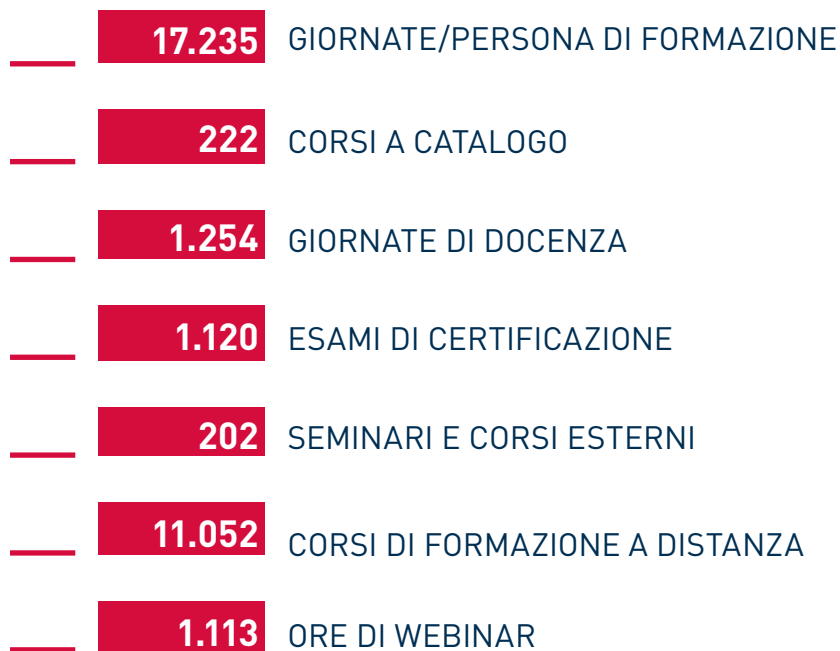 17.235 GIORNATE/PERSONA DI FORMAZIONE
222 CORSI A CATALOGO
1.254 GIORNATE DI DOCENZA
1.120 ESAMI DI CERTIFICAZIONE
202 SEMINARI E CORSI ESTERNI
11.052 CORSI DI FORMAZIONE A DISTANZA
1.113 ORE DI WEBINAR